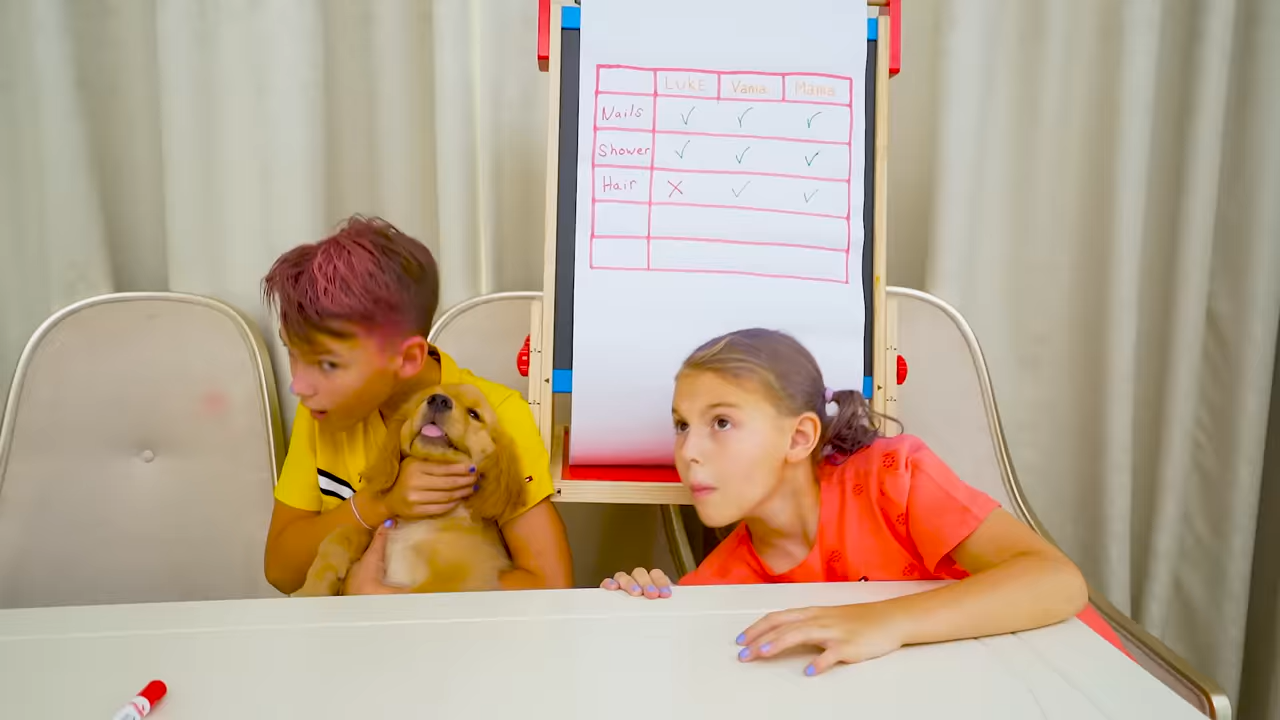 LUKE Vania Mama
Nails ✓ ✓ ✓
Shower ✓ ✓ ✓
Hair X ✓ ✓